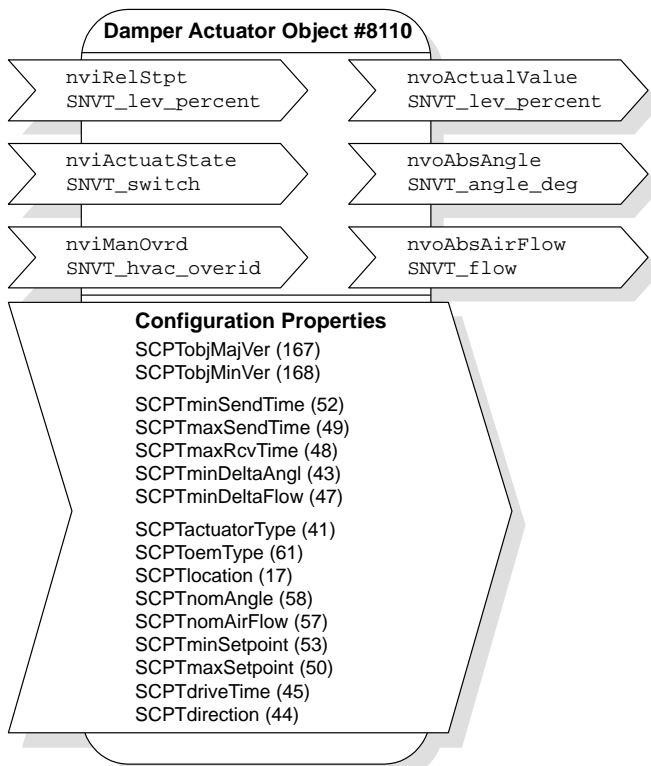 Damper Actuator Object #8110
nviRelStpt
SNVT_lev_percent
nvoActualValue
SNVT_lev_percent
nviActuatState
SNVT_switch
nvoAbsAngle
SNVT_angle_deg
nviManOvrd
SNVT_hvac_overid
nvoAbsAirFlow
SNVT_flow
Configuration Properties
SCPTobjMajVer (167)
SCPTobjMinVer (168)
SCPTminSendTime (52)
SCPTmaxSendTime (49)
SCPTmaxRcvTime (48)
SCPTminDeltaAngl (43)
SCPTminDeltaFlow (47)
SCPTactuatorType (41)
SCPToemType (61)
SCPTlocation (17)
SCPTnomAngle (58)
SCPTnomAirFlow (57)
SCPTminSetpoint (53)
SCPTmaxSetpoint (50)
SCPTdriveTime (45)
SCPTdirection (44)